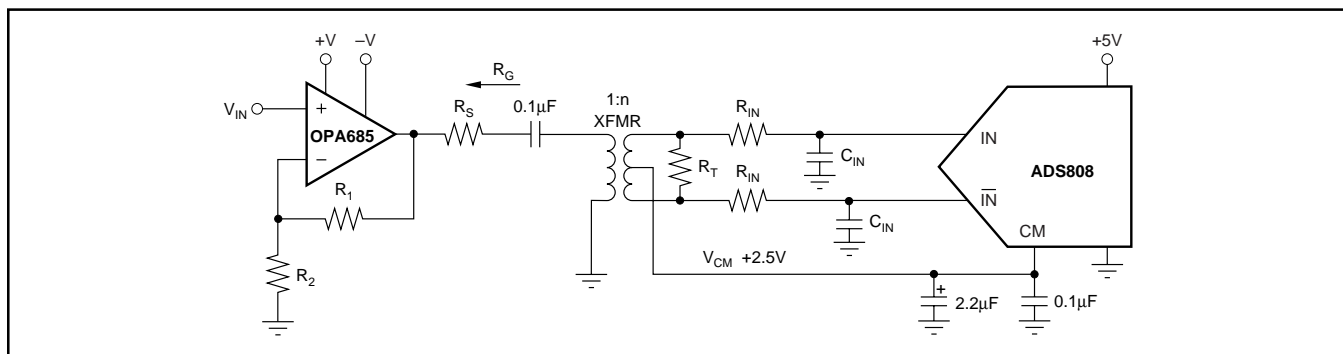 +V
–V
+5V
R_G
1:n
XFMR
V_IN
+
–
OPA685
R_S
0.1µF
R_IN
IN
C_IN
R_T
ADS808
R_1
R_IN
IN
C_IN
CM
R_2
V_CM +2.5V
+
2.2µF
0.1µF